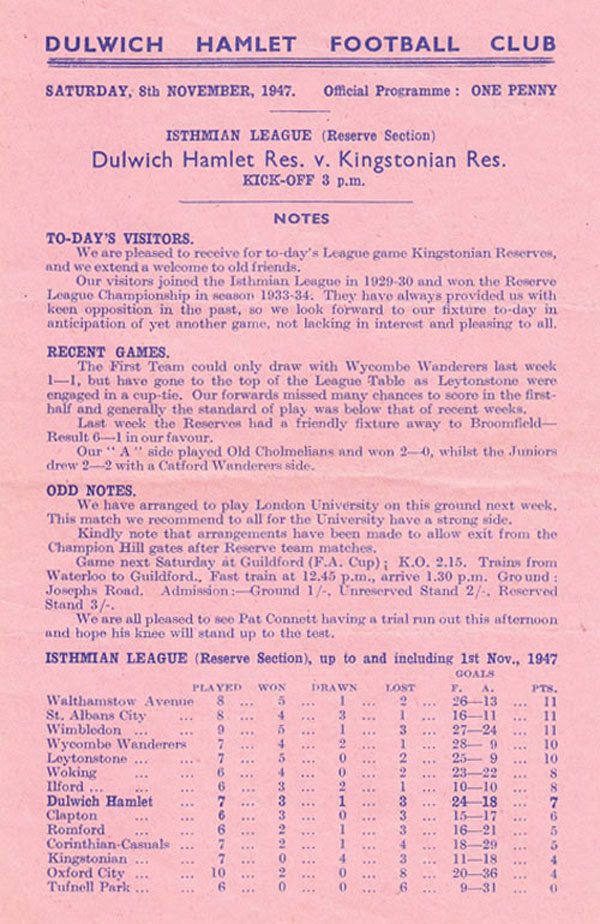 DULWICH HAMLET FOOTBALL CLUB
SATURDAY, 8th NOVEMBER, 1947. Official Programme : ONE PENNY
ISTHMIAN LEAGUE (Reserve Section)
Dulwich Hamlet Res. v. Kingstonian Res.
KICK-OFF 3 p.m.
NOTES
TO-DAY'S VISITORS.
We are pleased to receive for to-day's League game Kingstonian Reserves,
and we extend a welcome to old friends.
Our visitors joined the Isthmian League in 1929-30 and won the Reserve
League Championship in season 1933-34. They have always provided us with
keen opposition in the past, so we look forward to our fixture to-day in
anticipation of yet another game, not lacking in interest and pleasing to all.
RECENT GAMES.
The First Team could only draw with Wycombe Wanderers last week
1—1, but have gone to the top of the League Table as Leytonstone were
engaged in a cup-tie. Our forwards missed many chances to score in the first-
half and generally the standard of play was below that of recent weeks.
Last week the Reserves had a friendly fixture away to Broomfield—
Result 6—1 in our favour.
Our " A " side played Old Cholmelians and won 2—0, whilst the Juniors
drew 2—2 with a Catford Wanderers side.
ODD NOTES.
We have arranged to play London University on this ground next week.
This match we recommend to all for the University have a strong side.
Kindly note that arrangements have been made to allow exit from the
Champion Hill gates after Reserve team matches.
Game next Saturday at Guildford (F.A. Cup) ; K.O. 2.15. Trains from
Waterloo to Guildford., Fast train at 12.45 p.m., arrive 1.30 p.m. Ground :
Josephs Road. Admission :—Ground 1/-, Unreserved Stand 2/-, Reserved
Stand 3/-.
We are all pleased to see Pat Connett having a trial run out this afternoon
and hope his knee will stand up to the test.
ISTHMIAN LEAGUE (Reserve Section), up to and including 1st Nov., 1947
GOALS
PLAYED WON DRAWN LOST F. A. PTS.
Walthamstow Avenue 8 ... 5 ... 1 ... 2 ... 26—13 ... 11
St. Albans City ... 8 ... 4 ... 3 ... 1 ... 16—11 ... 11
Wimbledon ... ... 9 ... 5 ... 1 ... 3 ... 27—24 ... 11
Wycombe Wanderers 7 ... 4 ... 2 ... 1 ... 28— 9 ... 10
Leytonstone ... ... 7 ... 5 ... 0 ... 2 ... 25— 9 ... 10
Woking ... ... 6 ... 4 ... 0 ... 2 ... 23—22 ... 8
Ilford ... ... ... 6 ... 3 ... 2 ... 1 ... 10—10 ... 8
Dulwich Hamlet ... 7 ... 3 ... 1 ... 3 ... 24—18 ... 7
Clapton ... ... 6 ... 3 ... 0 ... 3 ... 15—17 ... 6
Romford ... ... 6 ... 2 ... 1 ... 3 ... 16—21 ... 5
Corinthian-Casuals ... 7 ... 2 ... 1 ... 4 ... 18—29 ... 5
Kingstonian ... ... 7 ... 0 ... 4 ... 3 ... 11—18 ... 4
Oxford City ... ... 10 ... 2 ... 0 ... 8 ... 20—36 ... 4
Tufnell Park ... ... 6 ... 0 ... 0 ... 6 ... 9—31 ... 0